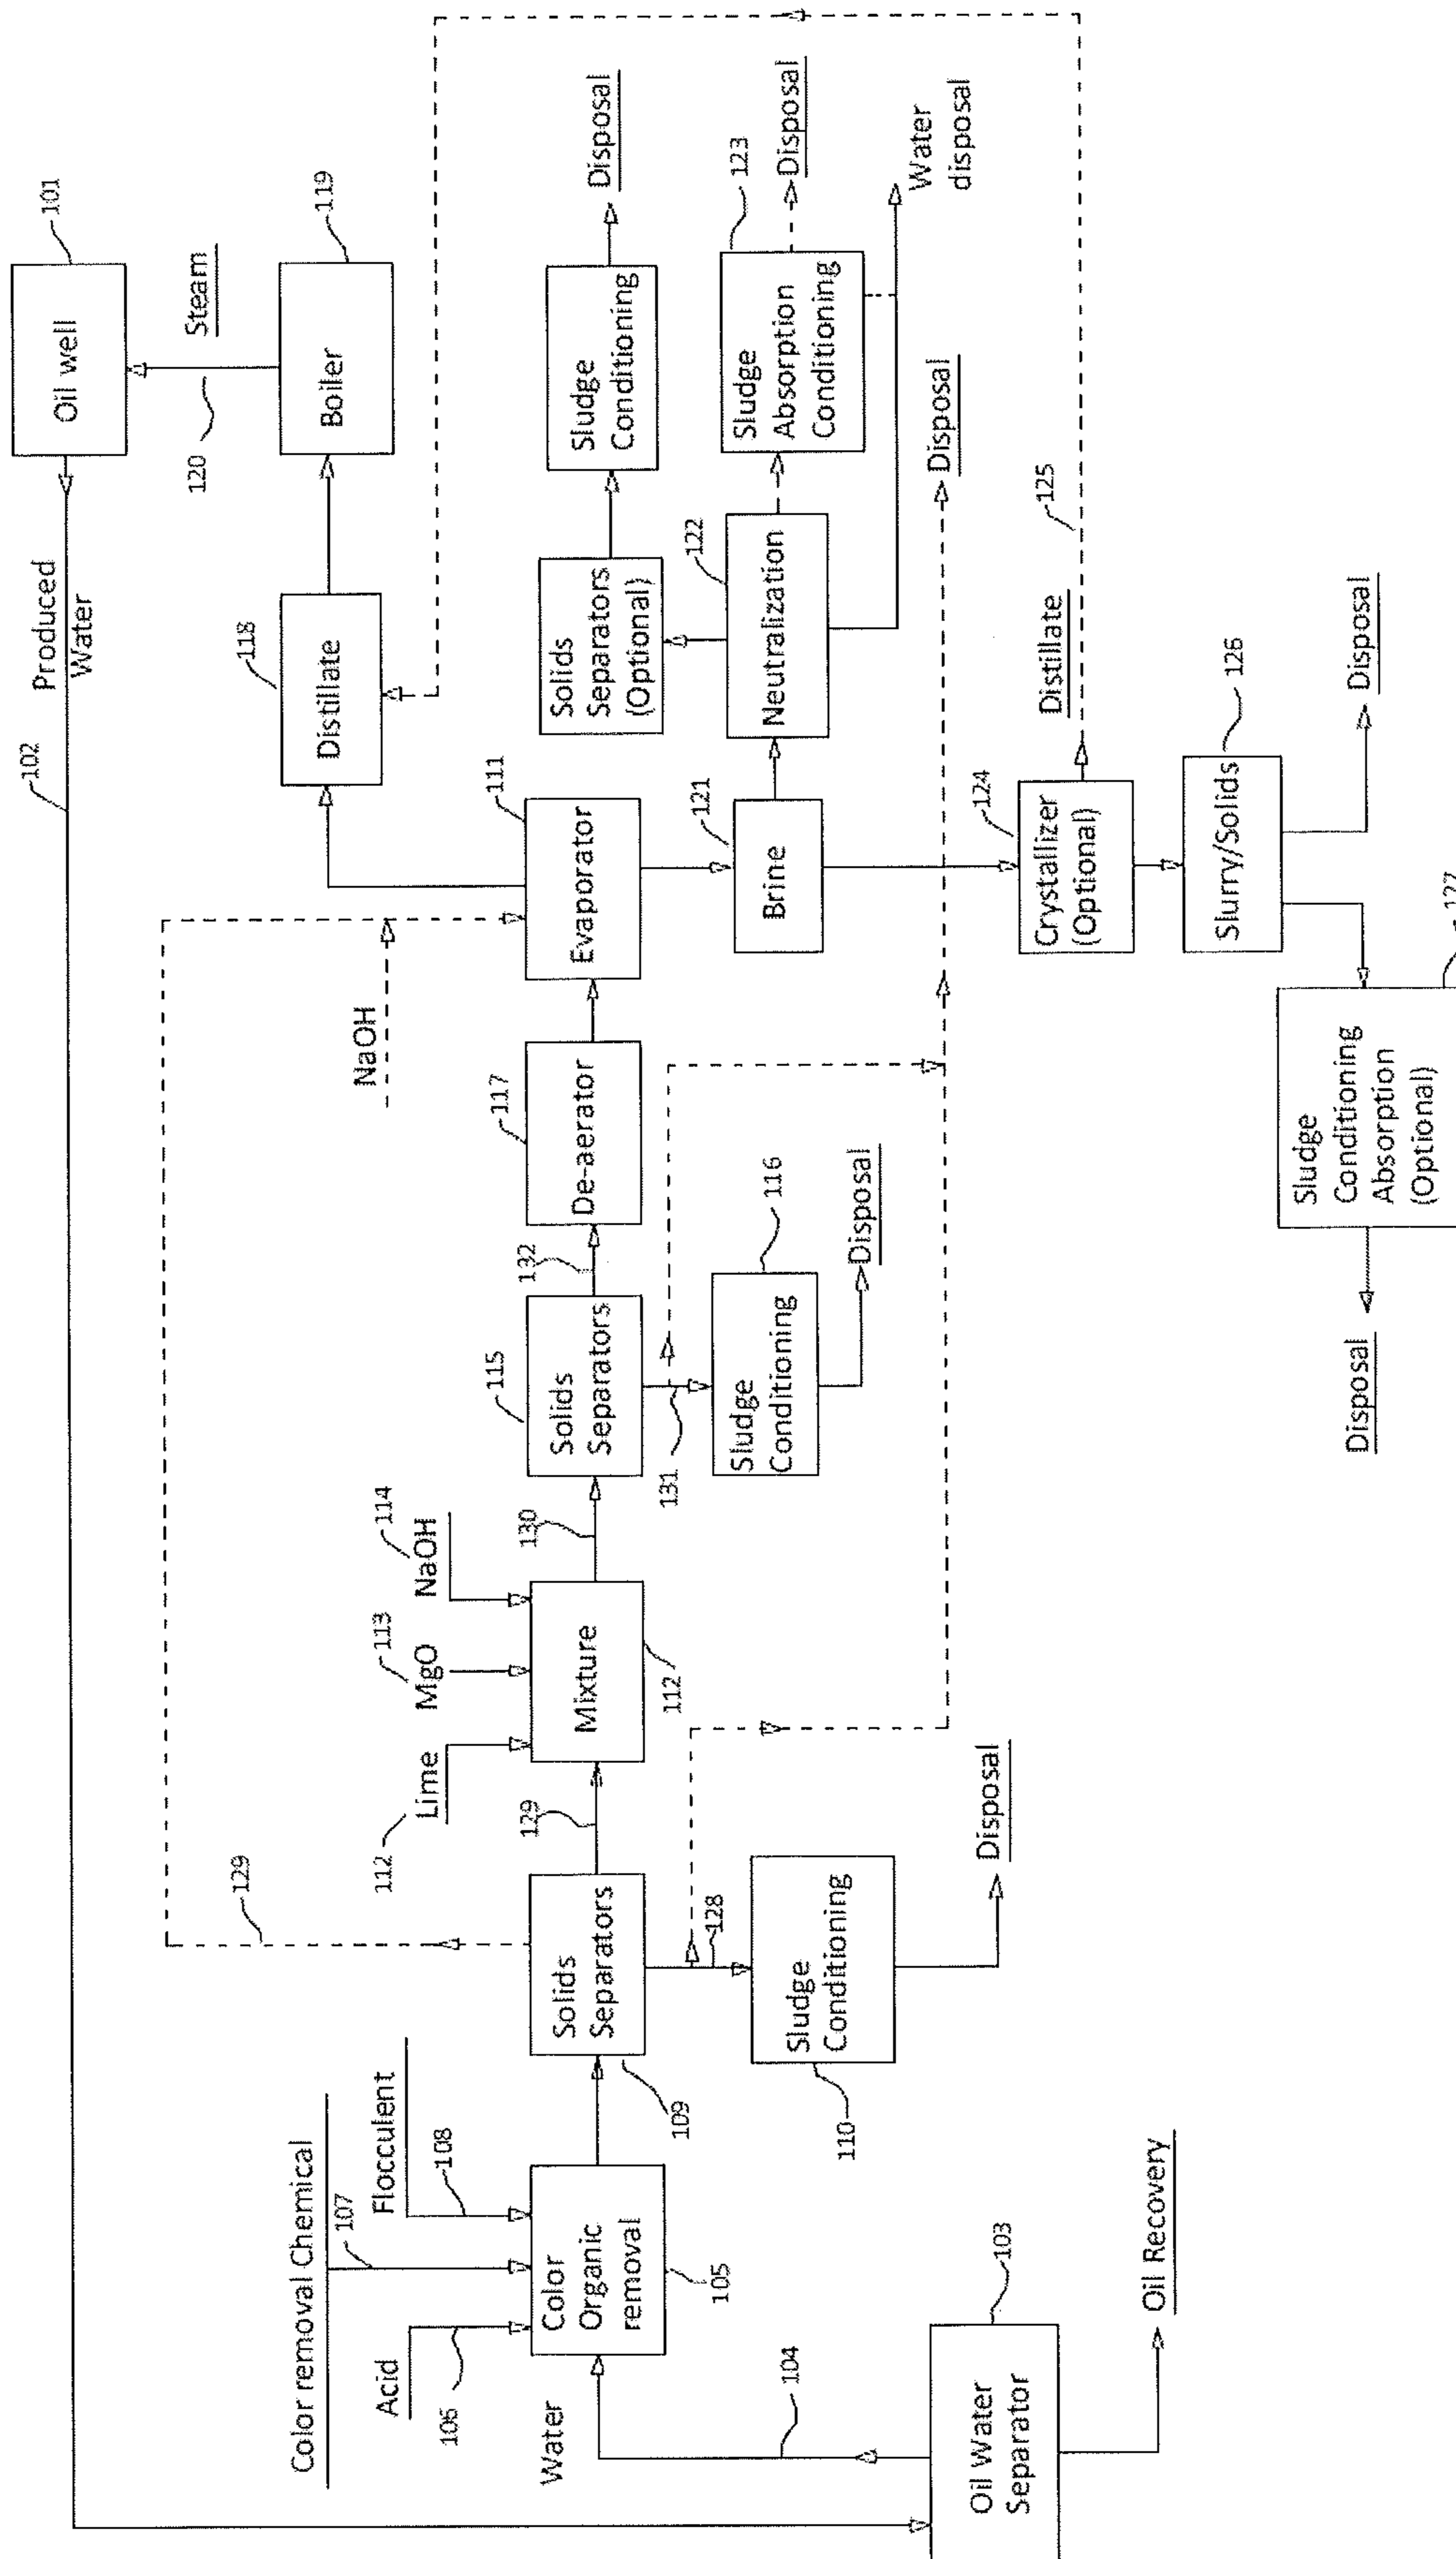 Produced
Water
102
Oil well
101
Steam
120
Boiler
119
Distillate
118
Color removal Chemical
107
Acid
106
Flocculent
108
Water
104
Color
Organic
removal
105
Oil Water
Separator
103
Oil Recovery
Solids
Separators
109
128
Sludge
Conditioning
110
Disposal
129
129
Lime
112
MgO
113
NaOH
114
Mixture
112
130
Solids
Separators
115
131
Sludge
Conditioning
116
Disposal
132
De-aerator
117
NaOH
Evaporator
111
Brine
121
Neutralization
122
Solids
Separators
(Optional)
Sludge
Conditioning
Disposal
Sludge
Absorption
Conditioning
123
Disposal
Water
disposal
Disposal
Crystallizer
(Optional)
124
Distillate
125
Slurry/Solids
126
Disposal
Sludge
Conditioning
Absorption
(Optional)
127
Disposal